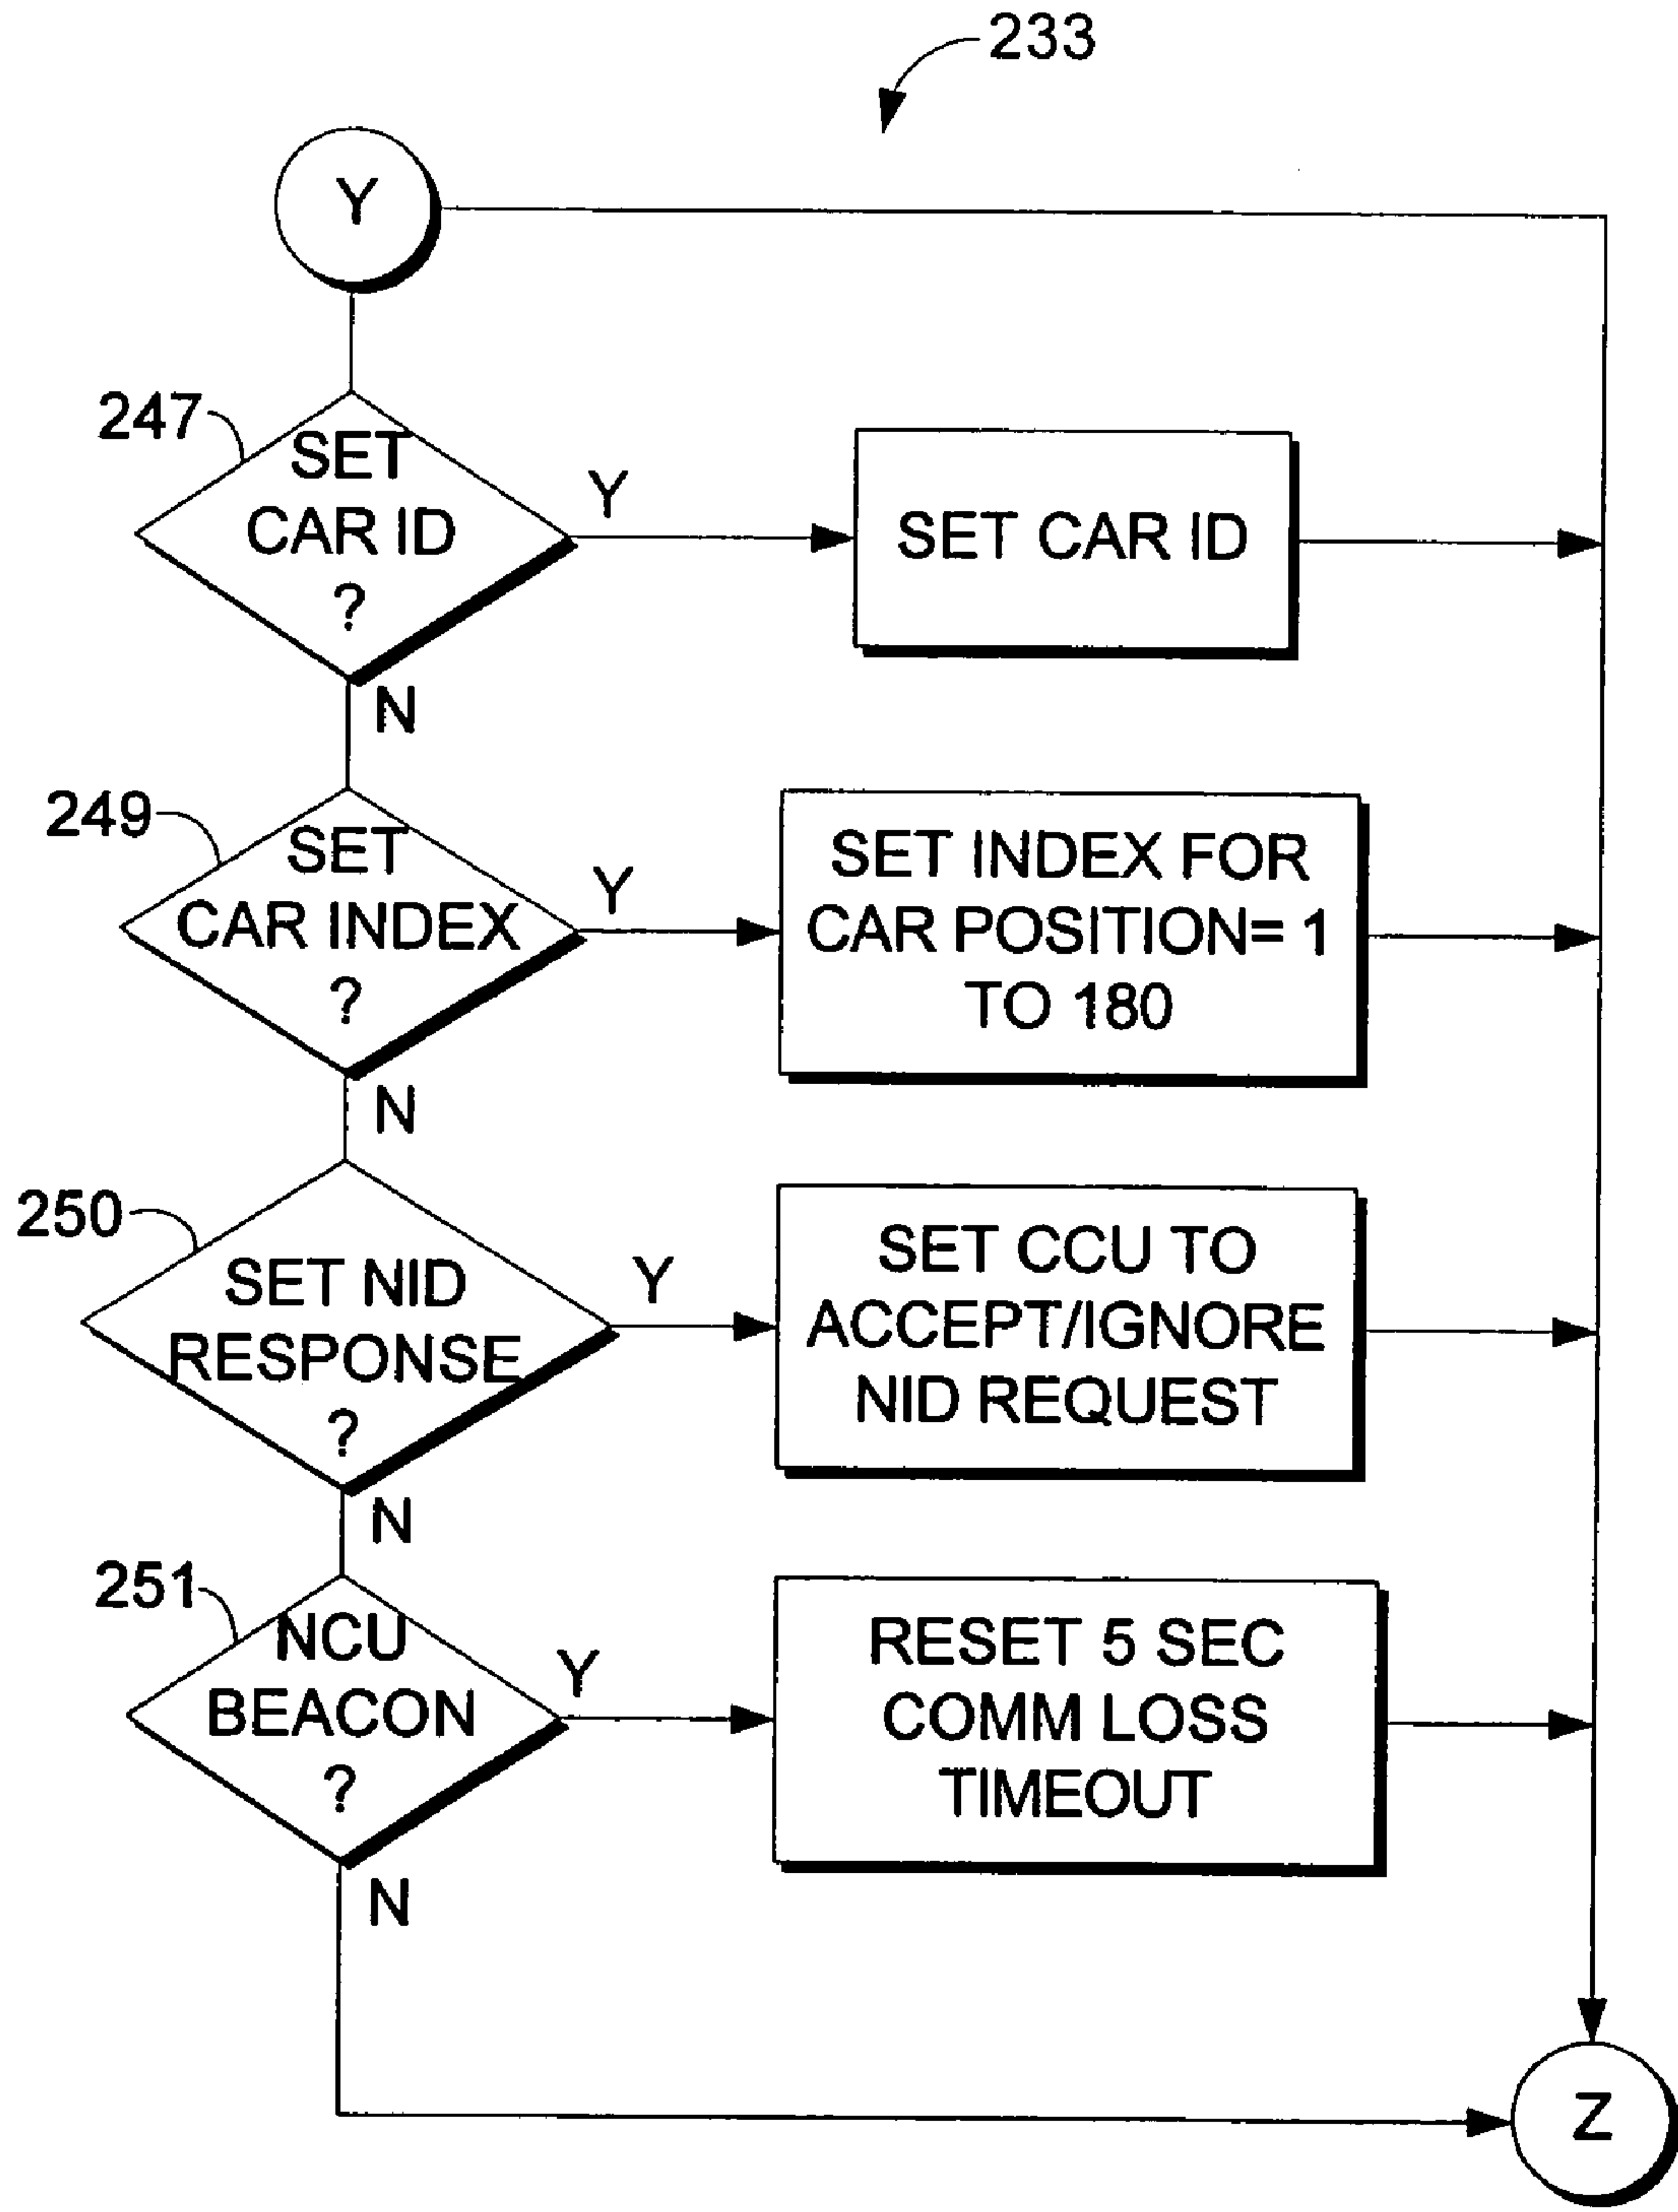 233
Y
247
SET
CAR ID
?
Y
SET CAR ID
N
249
SET
CAR INDEX
?
Y
SET INDEX FOR
CAR POSITION= 1
TO 180
N
250
SET NID
RESPONSE
?
Y
SET CCU TO
ACCEPT/IGNORE
NID REQUEST
N
251
NCU
BEACON
?
Y
RESET 5 SEC
COMM LOSS
TIMEOUT
N
Z